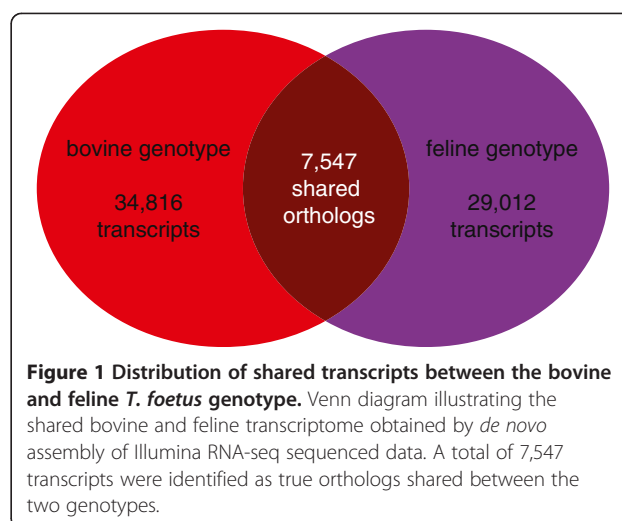 bovine genotype
34,816
transcripts
7,547
shared
orthologs
feline genotype
29,012
transcripts
Figure 1 Distribution of shared transcripts between the bovine
and feline T. foetus genotype. Venn diagram illustrating the
shared bovine and feline transcriptome obtained by de novo
assembly of Illumina RNA-seq sequenced data. A total of 7,547
transcripts were identified as true orthologs shared between the
two genotypes.